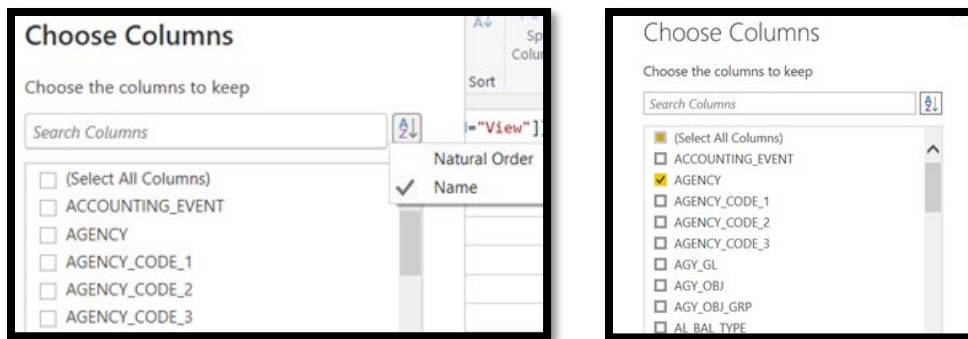 Choose Columns
Choose the columns to keep
Search Columns
Natural Order
Name
(Select All Columns)
ACCOUNTING_EVENT
AGENCY
AGENCY_CODE_1
AGENCY_CODE_2
AGENCY_CODE_3
Sp
Colum
Sort
="View"]
Choose Columns
Choose the columns to keep
Search Columns
(Select All Columns)
ACCOUNTING_EVENT
AGENCY
AGENCY_CODE_1
AGENCY_CODE_2
AGENCY_CODE_3
AGY_GL
AGY_OBJ
AGY_OBJ_GRP
AL_BAL_TYPE